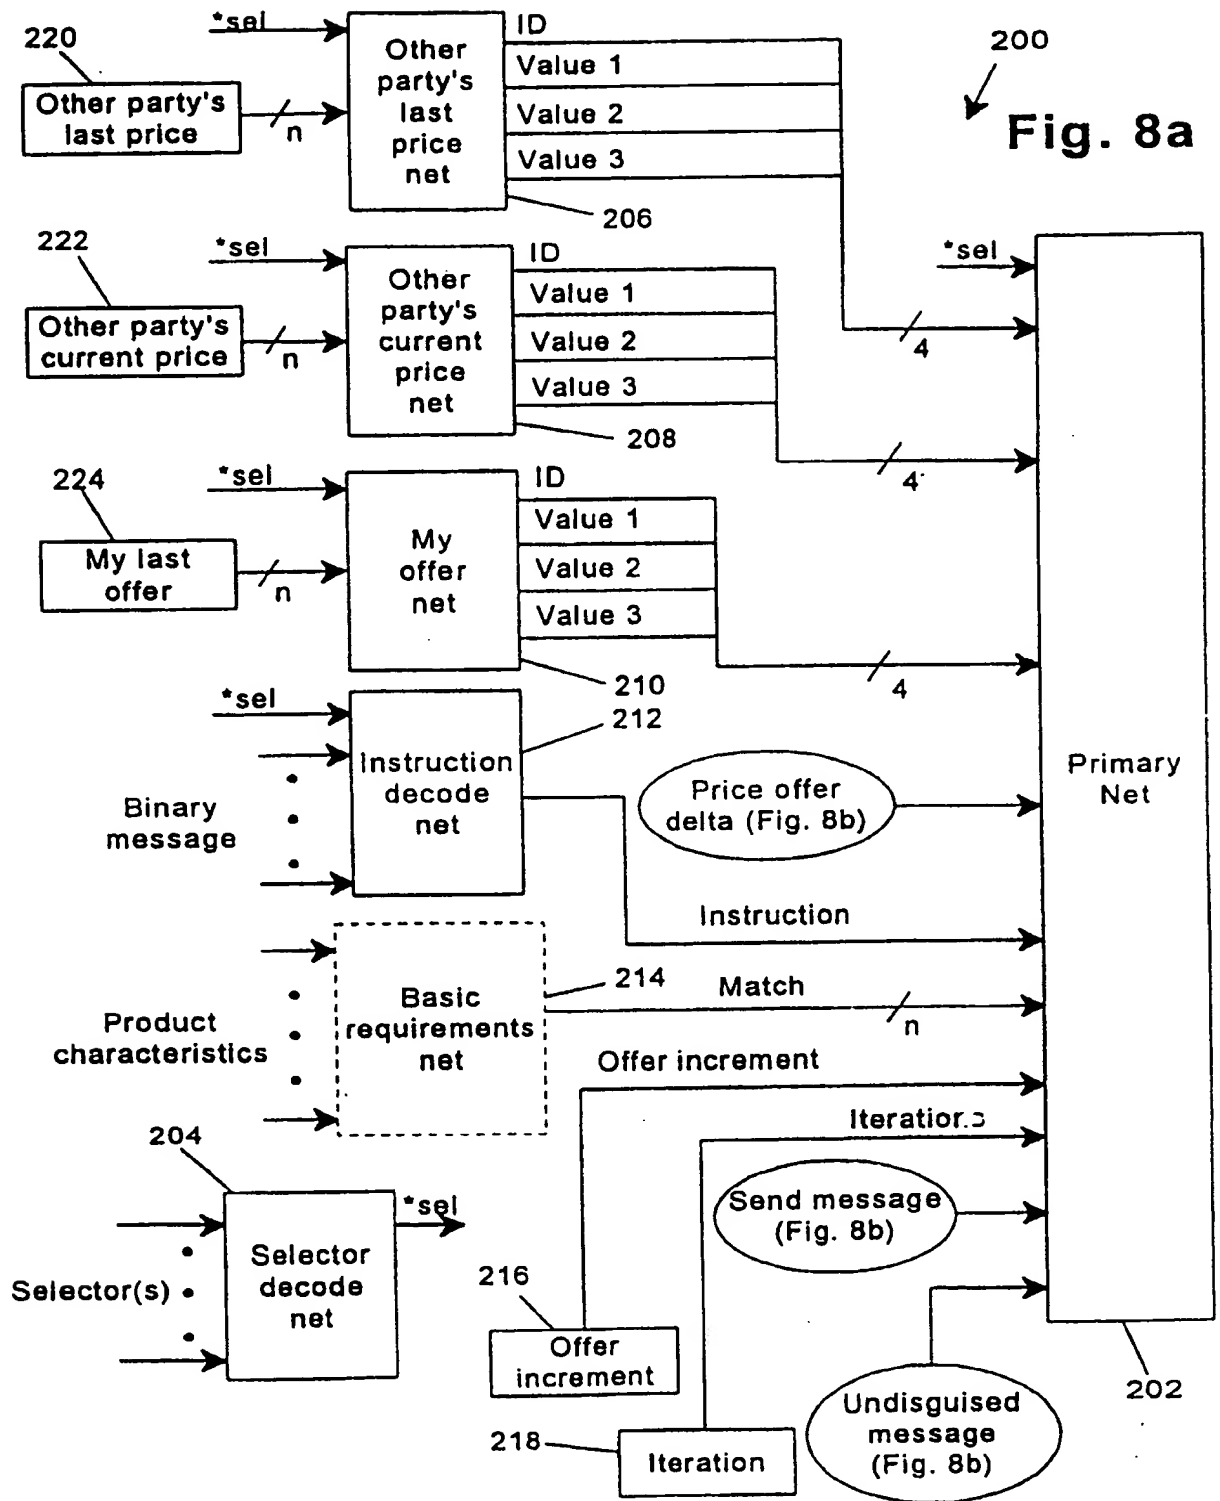 *sel
ID
220
Other
party's
last
price
net
Value 1
Value 2
Value 3
200
Fig. 8a
Other party's
last price
n
206
222
*sel
ID
Other
party's
current
price
net
Value 1
Value 2
Value 3
*sel
Other party's
current price
n
4
208
4
224
*sel
ID
My
offer
net
Value 1
Value 2
Value 3
My last
offer
n
4
210
*sel
212
Instruction
decode
net
Binary
message
Price offer
delta (Fig. 8b)
Primary
Net
Instruction
214
Match
n
Basic
requirements
net
Product
characteristics
Offer increment
204
*sel
Send message
(Fig. 8b)
Selector
decode
net
Selector(s)
216
Offer
increment
202
Undisguised
message
(Fig. 8b)
218
Iteration